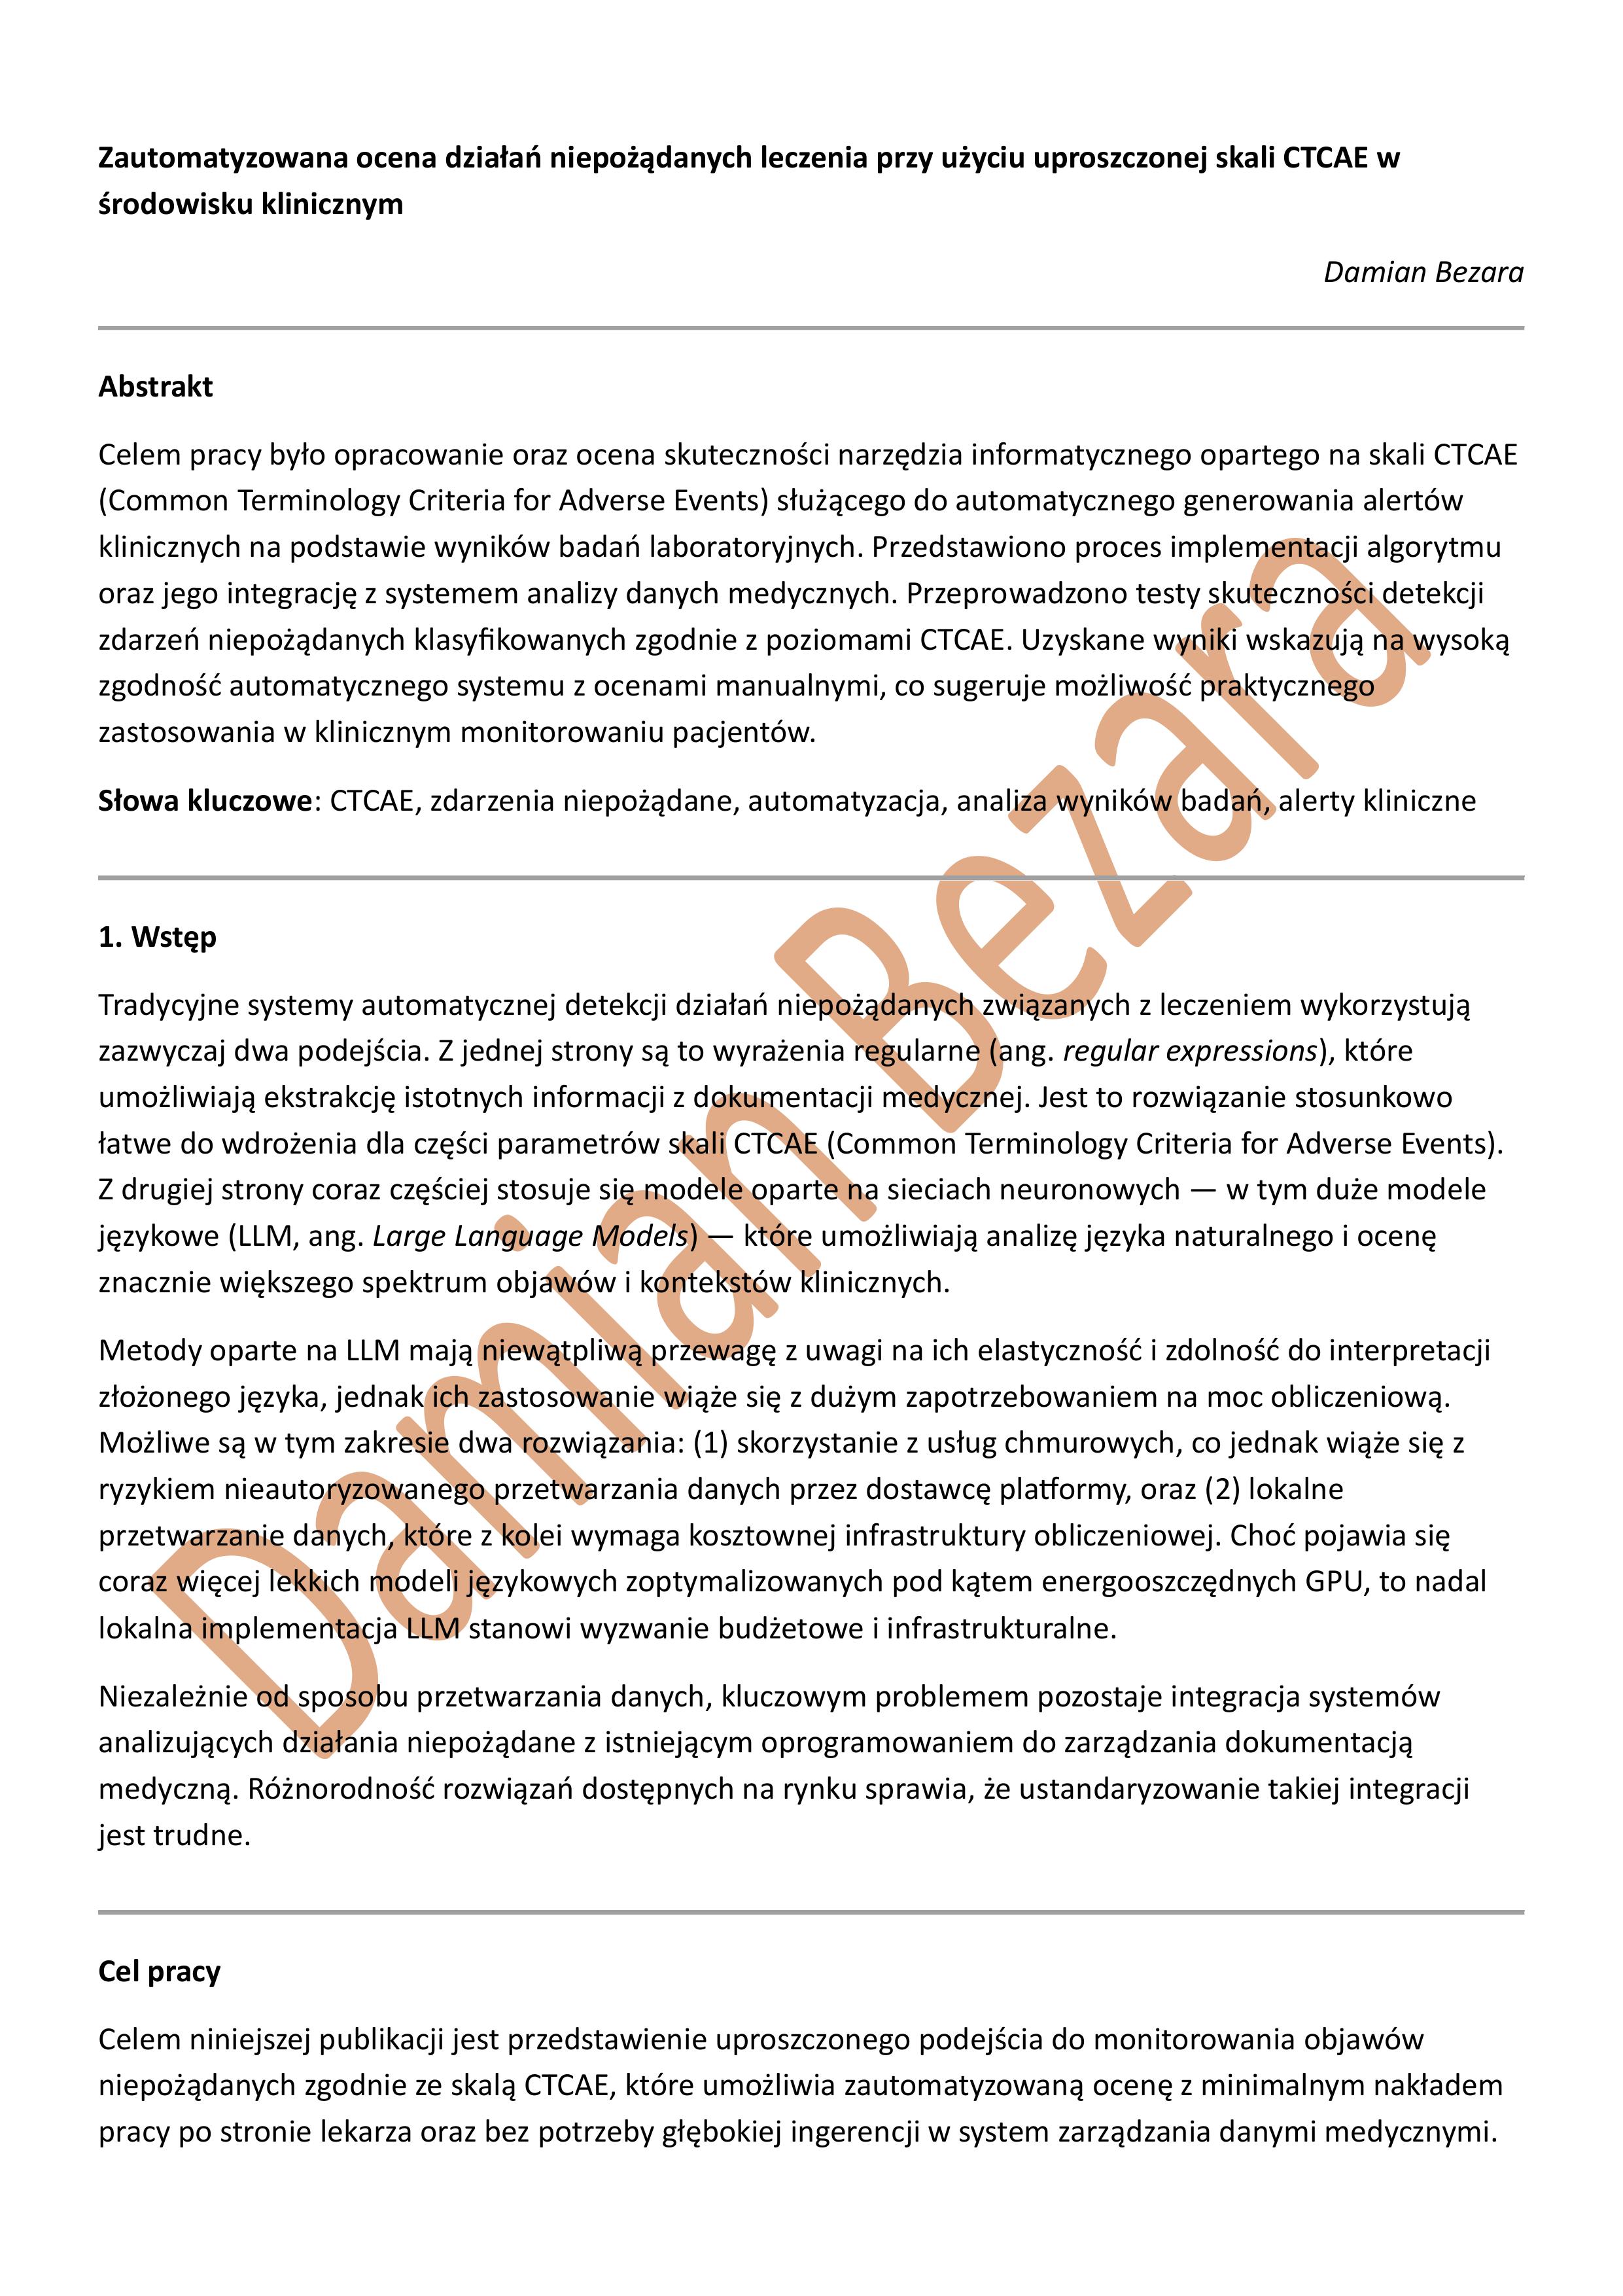 Zautomatyzowana ocena działań niepożądanych leczenia przy użyciu uproszczonej skali CTCAE w
środowisku klinicznym
Damian Bezara
Abstrakt
Celem pracy było opracowanie oraz ocena skuteczności narzędzia informatycznego opartego na skali CTCAE
(Common Terminology Criteria for Adverse Events) służącego do automatycznego generowania alertów
klinicznych na podstawie wyników badań laboratoryjnych. Przedstawiono proces implementacji algorytmu
oraz jego integrację z systemem analizy danych medycznych. Przeprowadzono testy skuteczności detekcji
zdarzeń niepożądanych klasyfikowanych zgodnie z poziomami CTCAE. Uzyskane wyniki wskazują na wysoką
zgodność automatycznego systemu z ocenami manualnymi, co sugeruje możliwość praktycznego
zastosowania w klinicznym monitorowaniu pacjentów.
Słowa kluczowe: CTCAE, zdarzenia niepożądane, automatyzacja, analiza wyników badań, alerty kliniczne
1. Wstęp
Tradycyjne systemy automatycznej detekcji działań niepożądanych związanych z leczeniem wykorzystują
zazwyczaj dwa podejścia. Z jednej strony są to wyrażenia regularne (ang. regular expressions), które
umożliwiają ekstrakcję istotnych informacji z dokumentacji medycznej. Jest to rozwiązanie stosunkowo
łatwe do wdrożenia dla części parametrów skali CTCAE (Common Terminology Criteria for Adverse Events).
Z drugiej strony coraz częściej stosuje się modele oparte na sieciach neuronowych — w tym duże modele
językowe (LLM, ang. Large Language Models) — które umożliwiają analizę języka naturalnego i ocenę
znacznie większego spektrum objawów i kontekstów klinicznych.
Metody oparte na LLM mają niewątpliwą przewagę z uwagi na ich elastyczność i zdolność do interpretacji
złożonego języka, jednak ich zastosowanie wiąże się z dużym zapotrzebowaniem na moc obliczeniową.
Możliwe są w tym zakresie dwa rozwiązania: (1) skorzystanie z usług chmurowych, co jednak wiąże się z
ryzykiem nieautoryzowanego przetwarzania danych przez dostawcę platformy, oraz (2) lokalne
przetwarzanie danych, które z kolei wymaga kosztownej infrastruktury obliczeniowej. Choć pojawia się
coraz więcej lekkich modeli językowych zoptymalizowanych pod kątem energooszczędnych GPU, to nadal
lokalna implementacja LLM stanowi wyzwanie budżetowe i infrastrukturalne.
Niezależnie od sposobu przetwarzania danych, kluczowym problemem pozostaje integracja systemów
analizujących działania niepożądane z istniejącym oprogramowaniem do zarządzania dokumentacją
medyczną. Różnorodność rozwiązań dostępnych na rynku sprawia, że ustandaryzowanie takiej integracji
jest trudne.
Cel pracy
Celem niniejszej publikacji jest przedstawienie uproszczonego podejścia do monitorowania objawów
niepożądanych zgodnie ze skalą CTCAE, które umożliwia zautomatyzowaną ocenę z minimalnym nakładem
pracy po stronie lekarza oraz bez potrzeby głębokiej ingerencji w system zarządzania danymi medycznymi.
Damian Bezara